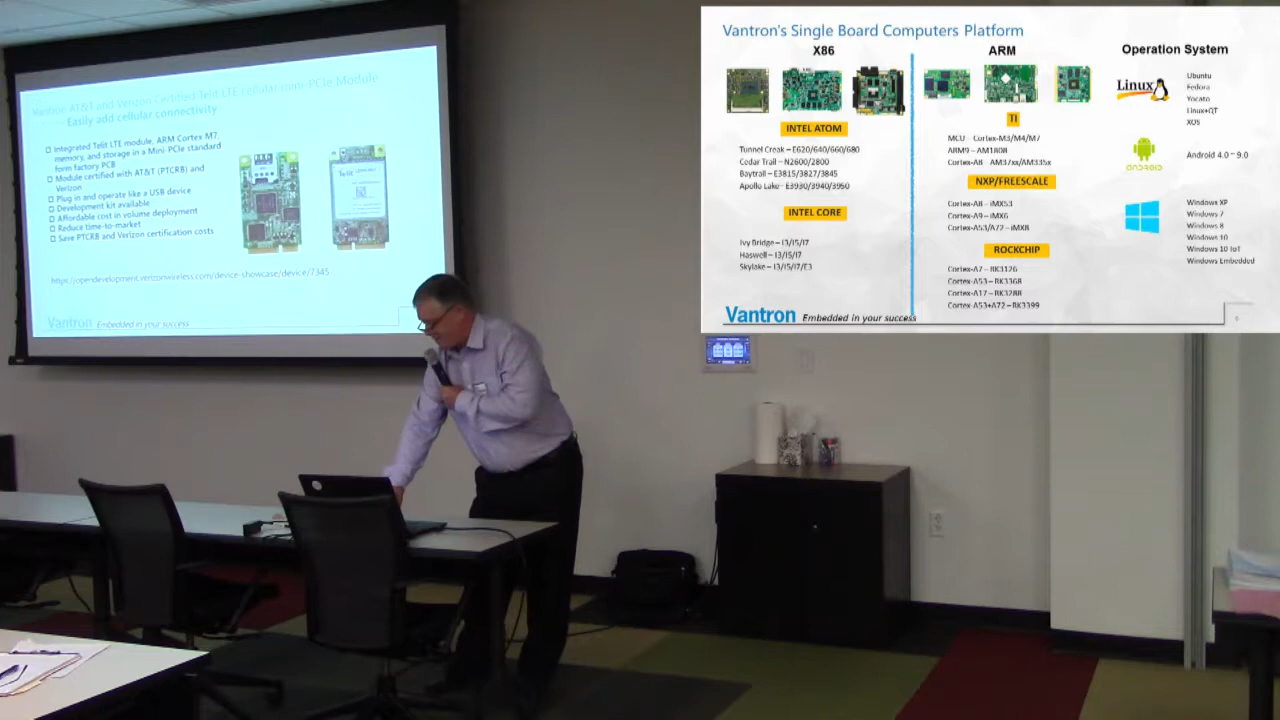 Vantron AT&T and Verizon Certified Telit LTE cellular mini PCIe Module
Easily add cellular connectivity
Integrated Telit LTE module, ARM Cortex M7,
memory, and storage in a Mini-PCIe standard
form factory PCB
Module certified with AT&T (PTCRB) and
Verizon
Plug in and operate like a USB device
Development kit available
Affordable cost in volume deployment
Reduce time-to-market
Save PTCRB and Verizon certification costs
Telit
https://opendevelopment.verizonwireless.com/device-showcase/device/7345
Vantron Embedded in your success
Vantron's Single Board Computers Platform
X86
INTEL ATOM
Tunnel Creak – E620/640/660/680
Cedar Trail – N2600/2800
Baytrail – E3815/3827/3845
Apollo Lake– E3930/3940/3950
INTEL CORE
Ivy Bridge – I3/I5/I7
Haswell – I3/I5/I7
Skylake – I3/I5/I7/E3
ARM
TI
MCU – Cortex-M3/M4/M7
ARM9 – AM1808
Cortex-A8 – AM37xx/AM335x
NXP/FREESCALE
Cortex-A8 – iMX53
Cortex-A9 – iMX6
Cortex-A53/A72 – iMX8
ROCKCHIP
Cortex-A7 – RK3126
Cortex-A53 – RK3368
Cortex-A17 – RK3288
Cortex-A53+A72 – RK3399
Operation System
Linux
Ubuntu
Fedora
Yocato
Linux+QT
XOS
ANDROID
Android 4.0 ~ 9.0
Windows XP
Windows 7
Windows 8
Windows 10
Windows 10 IoT
Windows Embedded
Vantron Embedded in your success
6